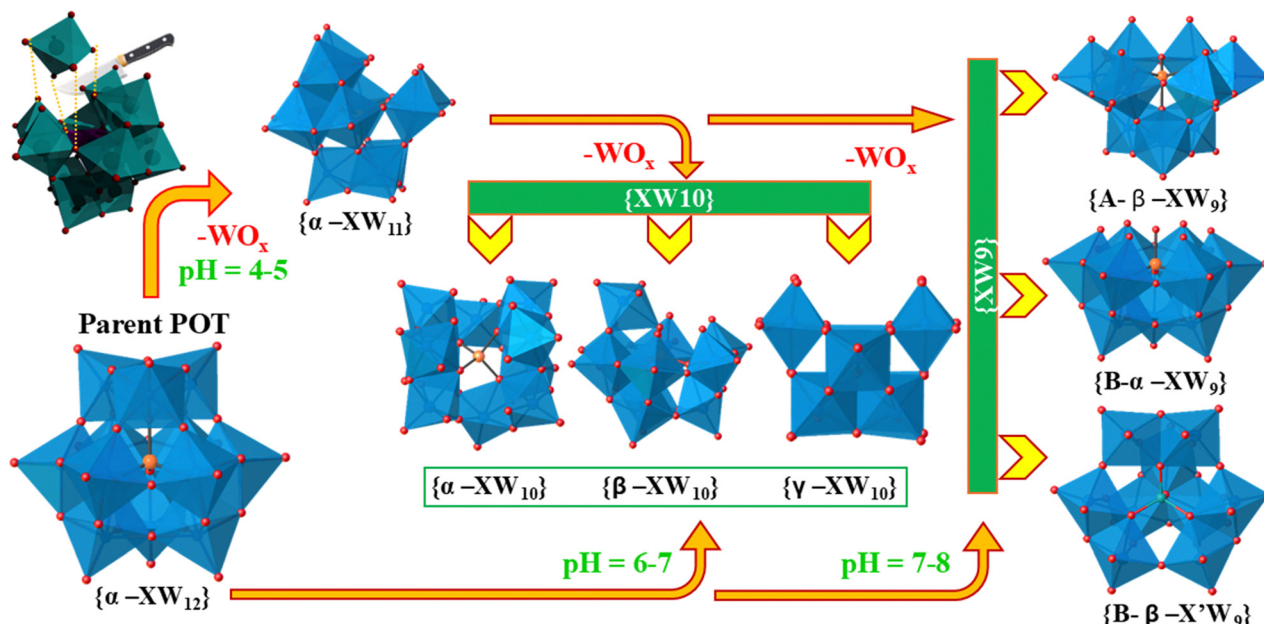 {α –XW₁₁}
-WOₓ
pH = 4-5
Parent POT
{α –XW₁₂}
-WOₓ
-WOₓ
{XW10}
{α –XW₁₀}
{β –XW₁₀}
{γ –XW₁₀}
pH = 6-7
pH = 7-8
{XW9}
{A- β –XW₉}
{B-α –XW₉}
{B- β –X’W₉}